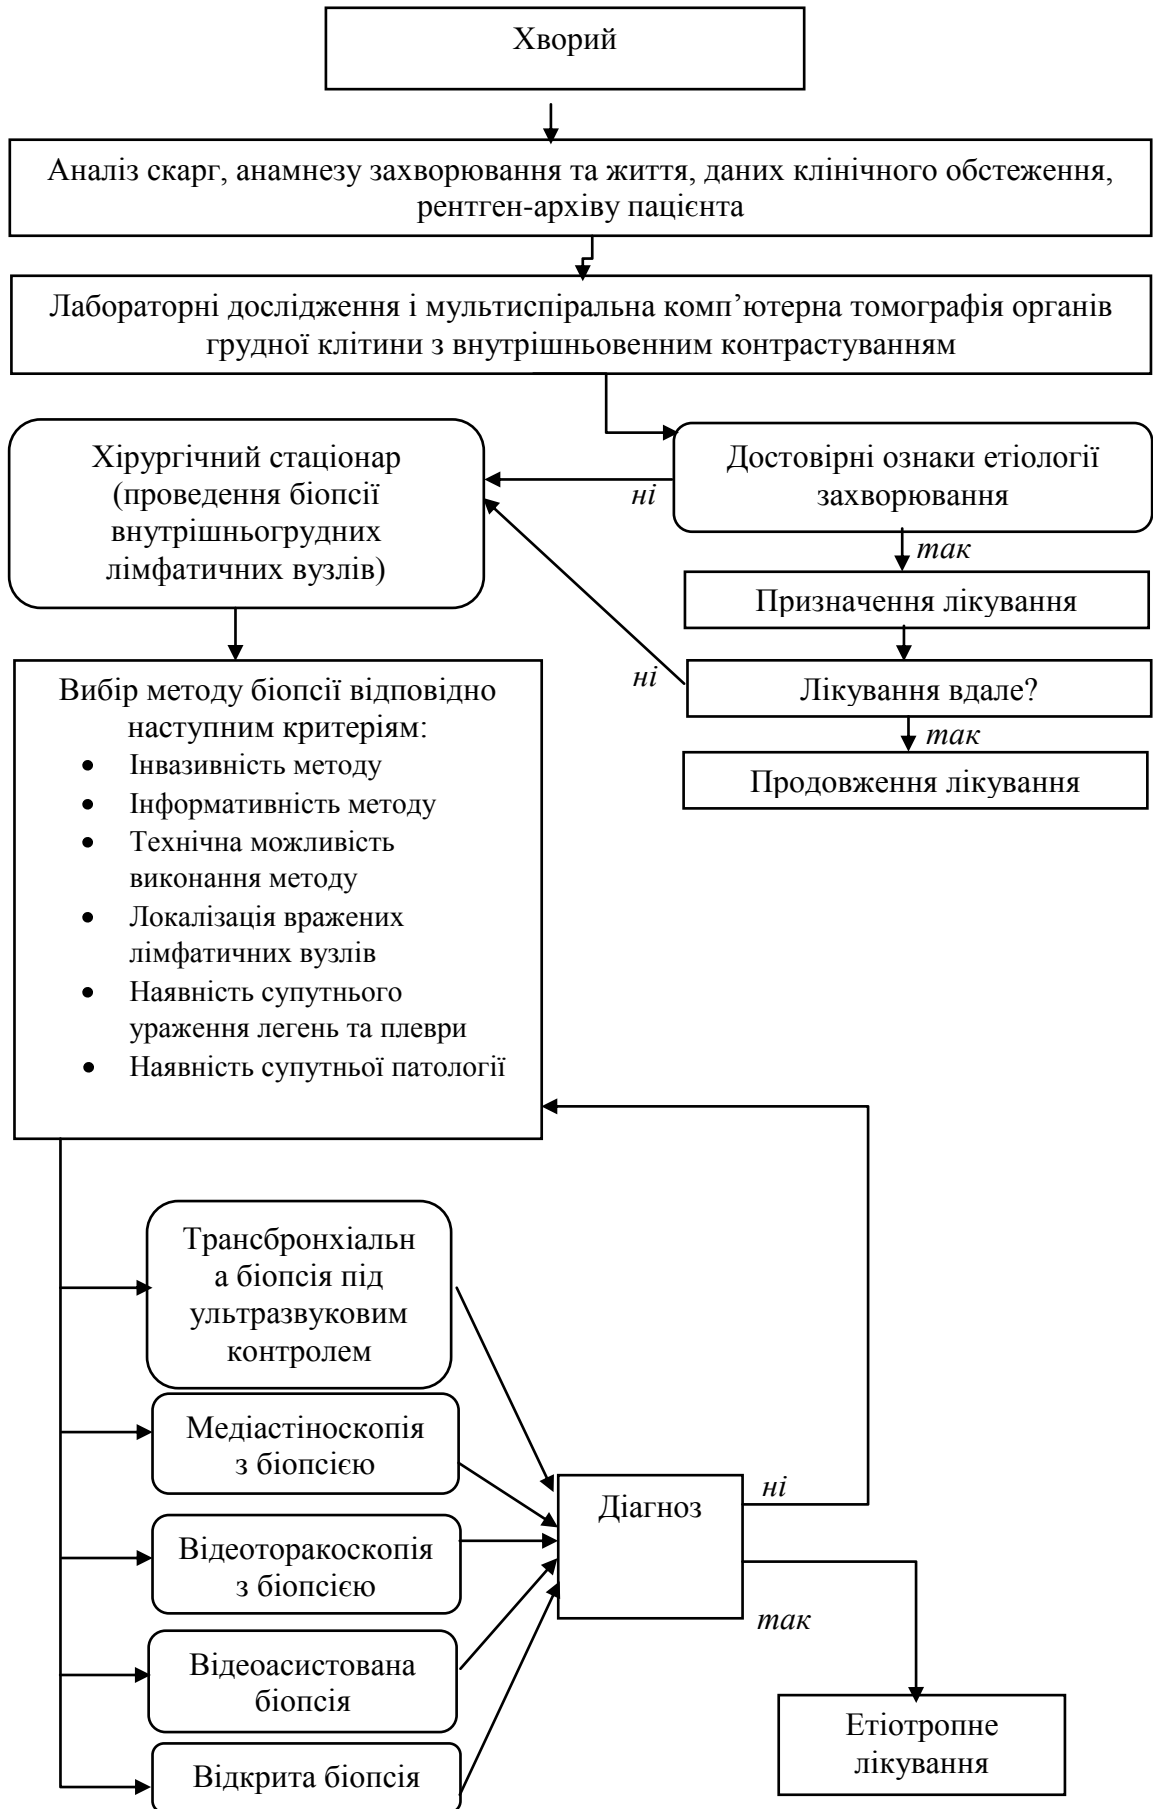 Хворий
Аналіз скарг, анамнезу захворювання та життя, даних клінічного обстеження,
рентген-архіву пацієнта
Лабораторні дослідження і мультиспіральна комп’ютерна томографія органів
грудної клітини з внутрішньовенним контрастуванням
Достовірні ознаки етіології
захворювання
ні
Хірургічний стаціонар
(проведення біопсії
внутрішньогрудних
лімфатичних вузлів)
так
Призначення лікування
ні
Лікування вдале?
так
Продовження лікування
Вибір методу біопсії відповідно
наступним критеріям:
• Інвазивність методу
• Інформативність методу
• Технічна можливість
виконання методу
• Локалізація вражених
лімфатичних вузлів
• Наявність супутнього
ураження легень та плеври
• Наявність супутньої патології
Трансбронхіальн
а біопсія під
ультразвуковим
контролем
Медіастіноскопія
з біопсією
Відеоторакоскопія
з біопсією
Відеоасистована
біопсія
Відкрита біопсія
Діагноз
ні
так
Етіотропне
лікування